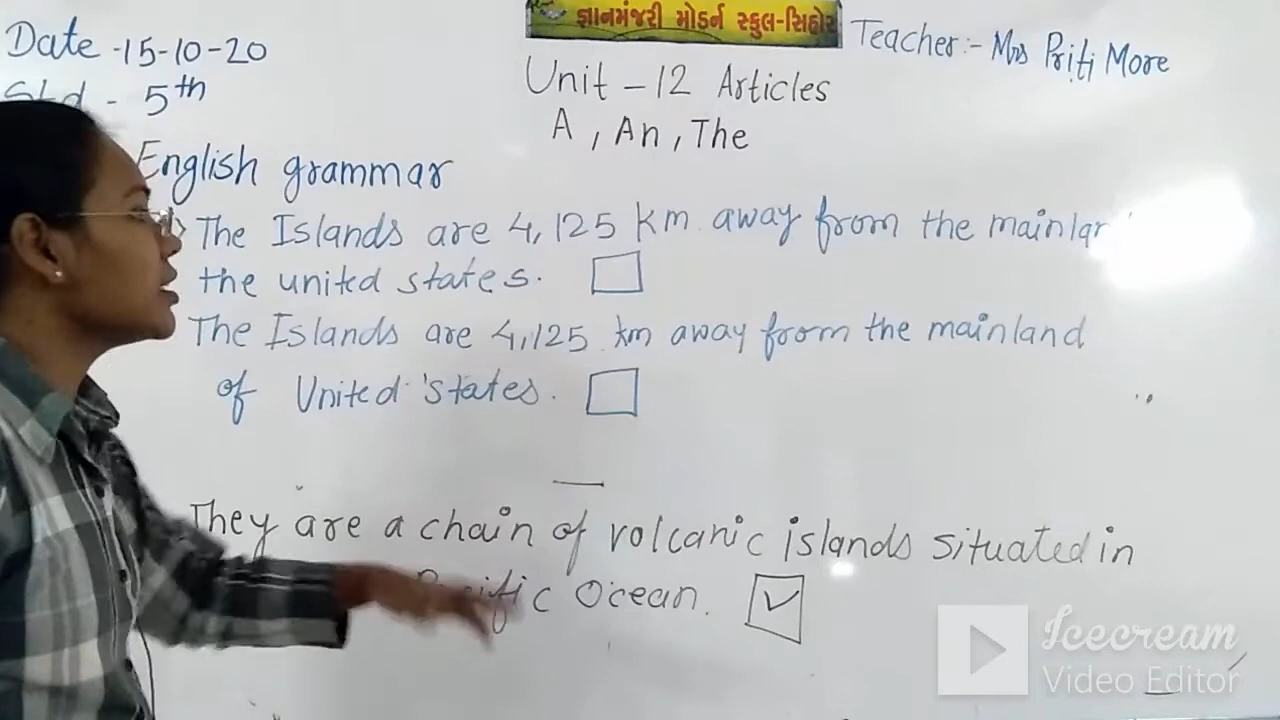 જ્ઞાનમંજરી મોડર્ન સ્કુલ-સિહોર
Date -15-10-20
Teacher:- Mrs Priti More
Std - 5th
Unit - 12 Articles
A , An , The
English grammar
The Islands are 4,125 km away from the
the united states.
The Islands are 4,125 km away from the mainland
of United states.
They are a chain of volcanic islands situated in
Pacific Ocean.
Icecream
Video Editor